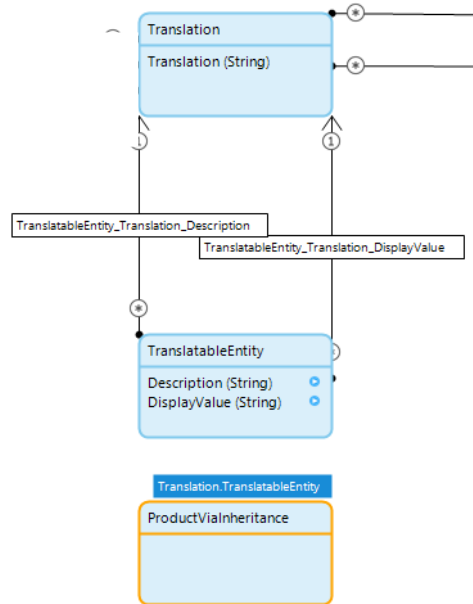 *
Translation
Translation (String)
*
1
1
TranslatableEntity_Translation_Description
TranslatableEntity_Translation_DisplayValue
*
TranslatableEntity
Description (String)
DisplayValue (String)
Translation.TranslatableEntity
ProductViaInheritance